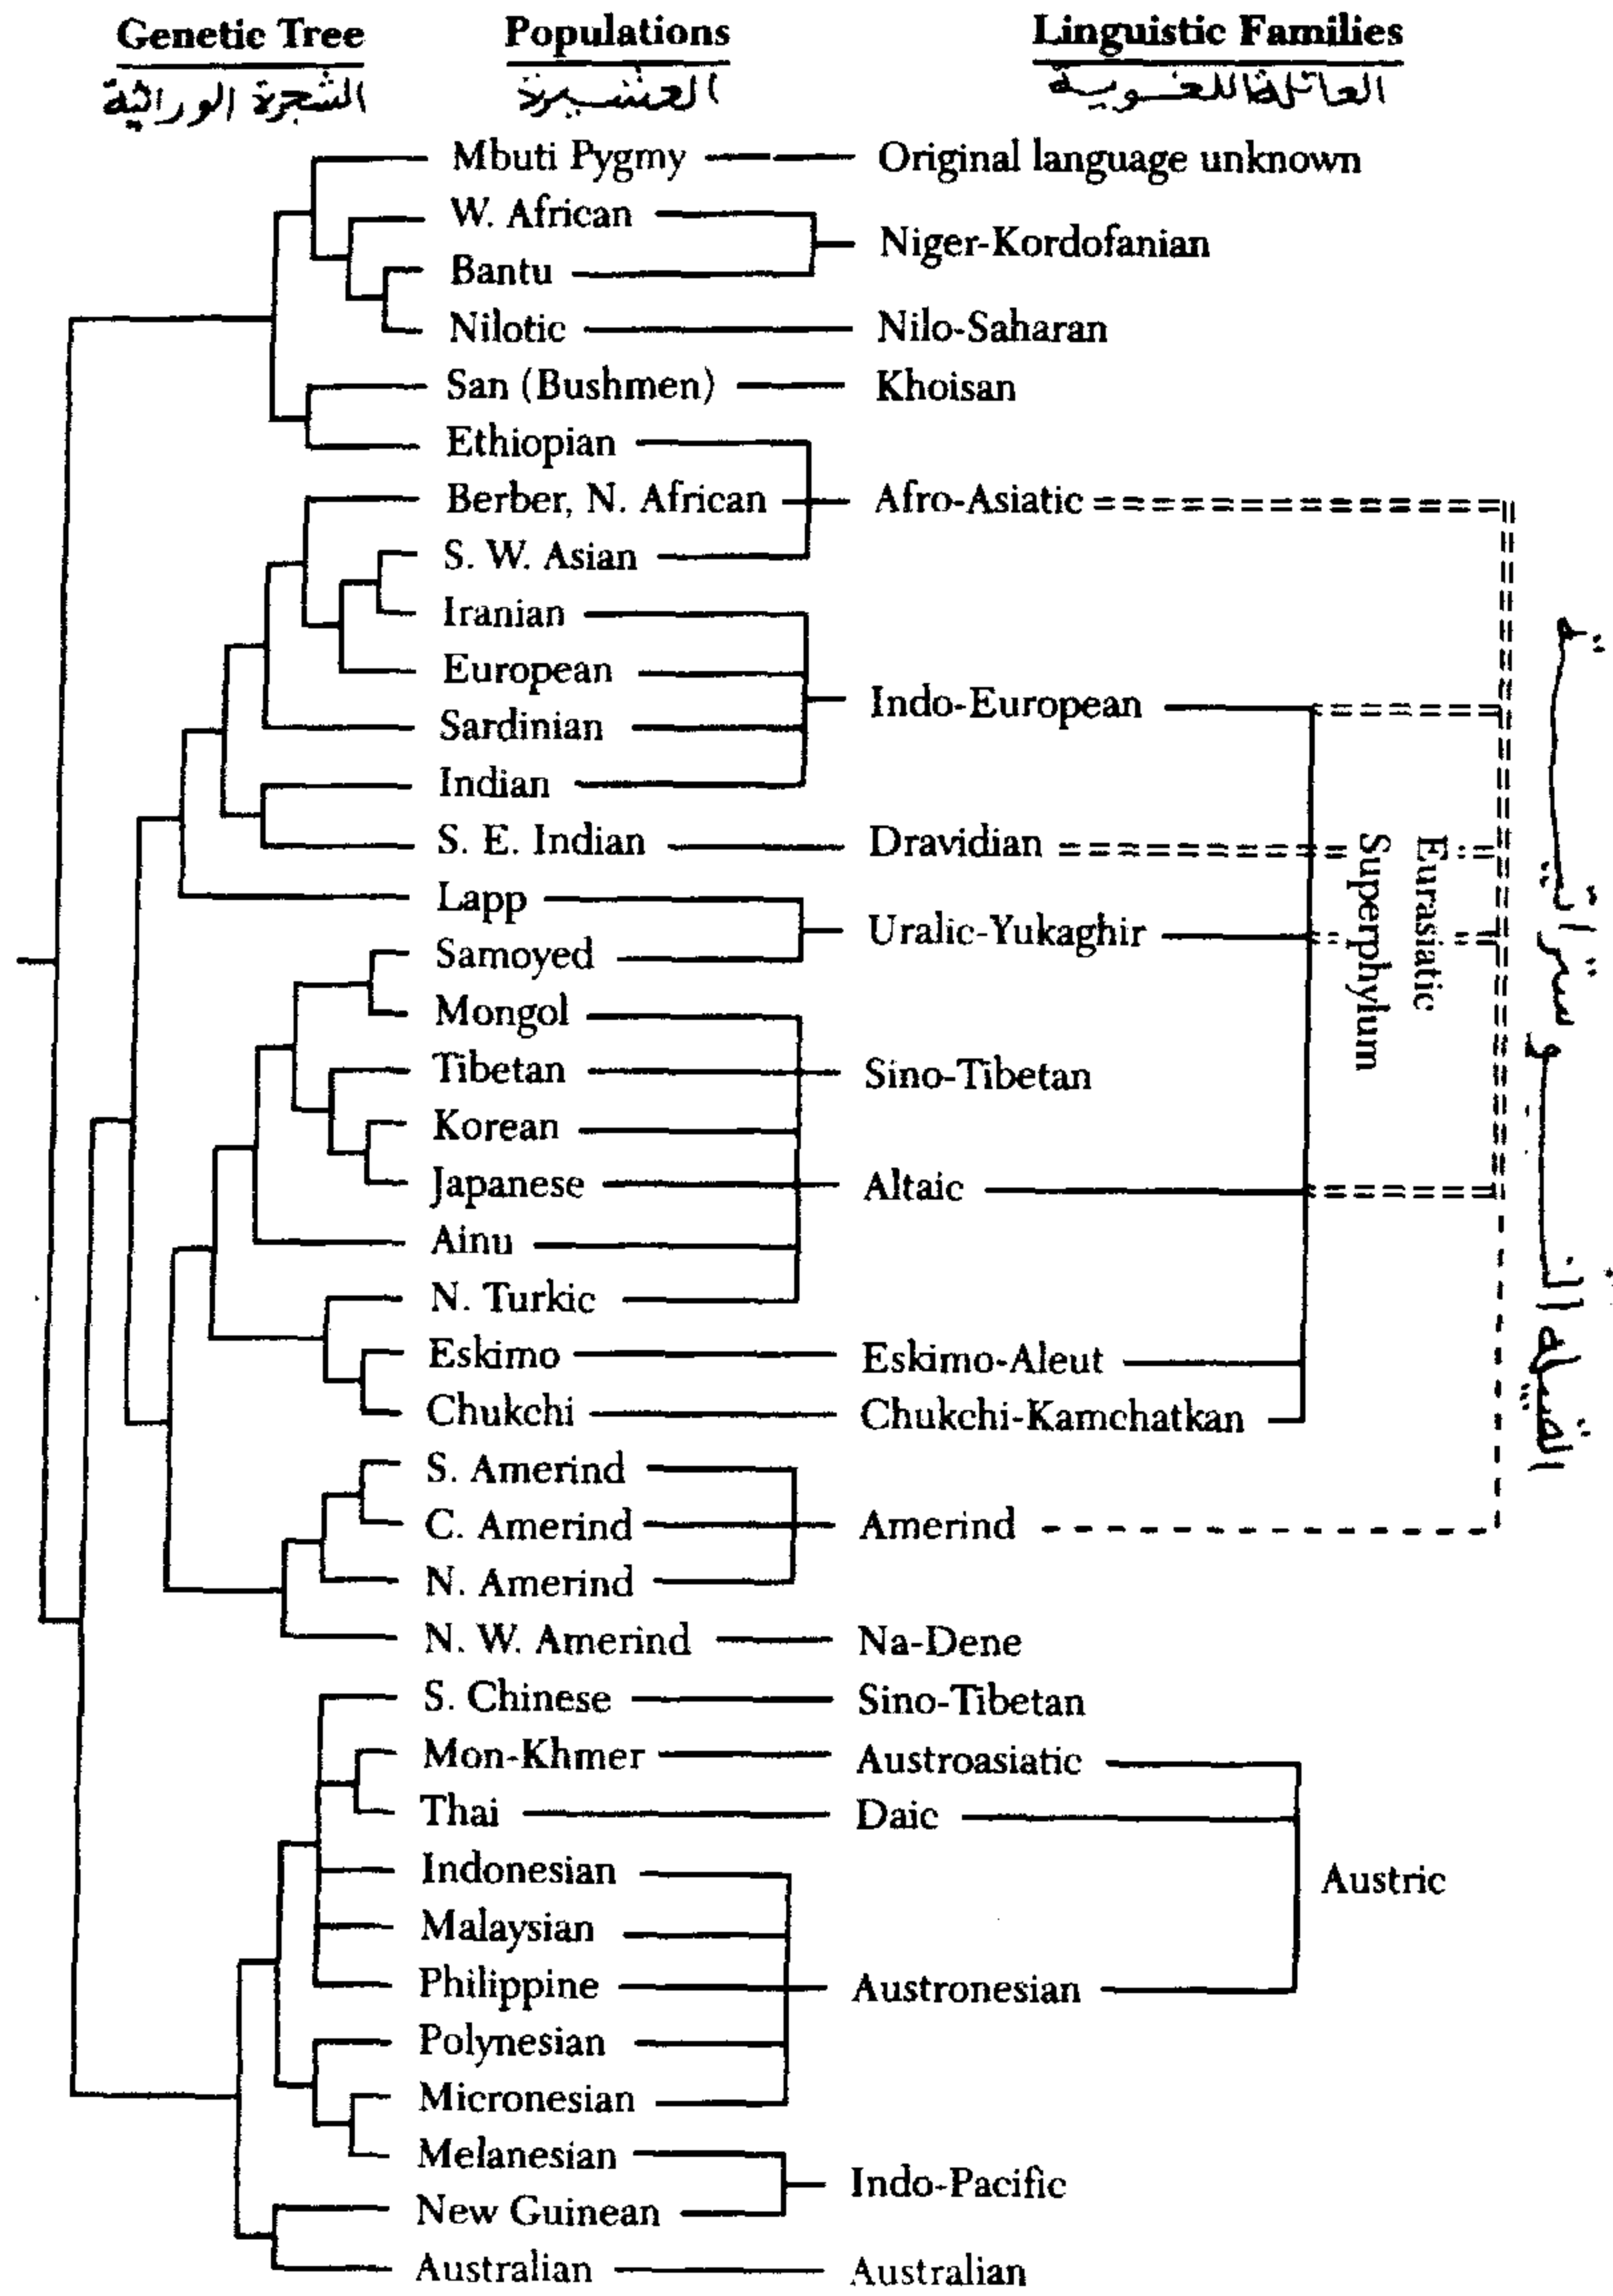 Genetic Tree Populations Linguistic Families
الشجرة الوراثية العشيرة العائلة اللغوية
Mbuti Pygmy Original language unknown
W. African
Niger-Kordofanian
Bantu
Nilotic Nilo-Saharan
San (Bushmen) Khoisan
Ethiopian
Berber, N. African Afro-Asiatic
S. W. Asian
Iranian
European
Indo-European
Sardinian
Indian
S. E. Indian Dravidian
Eurasiatic
Superphylum
Lapp
Uralic-Yukaghir
Samoyed
Mongol
Tibetan Sino-Tibetan
Korean
Japanese Altaic
Ainu
N. Turkic
Eskimo Eskimo-Aleut
Chukchi Chukchi-Kamchatkan
S. Amerind
C. Amerind Amerind
N. Amerind
N. W. Amerind Na-Dene
S. Chinese Sino-Tibetan
Mon-Khmer Austroasiatic
Thai Daic
Indonesian Austric
Malaysian
Philippine Austronesian
Polynesian
Micronesian
Melanesian
Indo-Pacific
New Guinean
Australian Australian